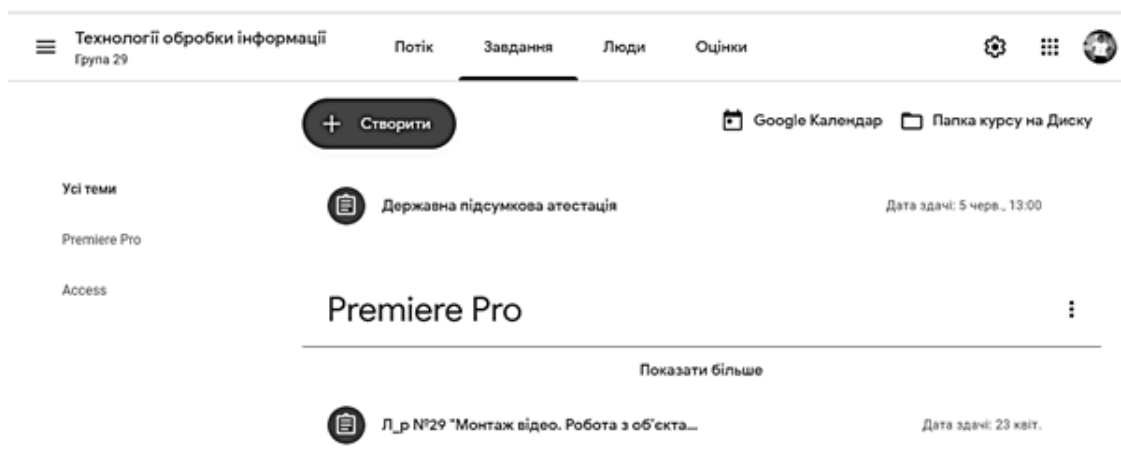 Технології обробки інформації
Група 29
Потік Завдання Люди Оцінки
+ Створити
Google Календар Папка курсу на Диску
Усі теми
Premiere Pro
Access
Державна підсумкова атестація Дата здачі: 5 черв., 13:00
Premiere Pro
Показати більше
Л_р №29 "Монтаж відео. Робота з об'єкта... Дата здачі: 23 квіт.